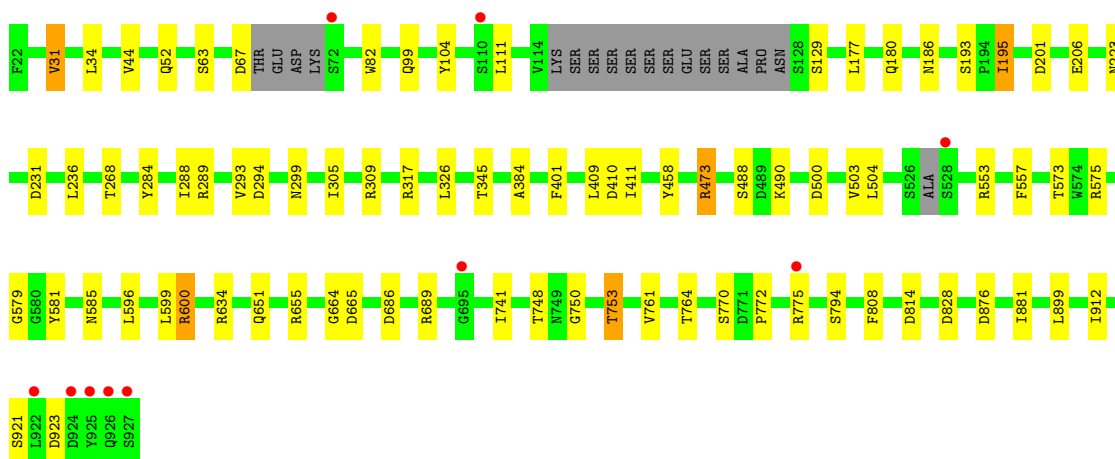 F22 V31 L34 V44 Q52 S63 D67 THR GLU ASP LYS S72 W82 Q99 Y104 S110 L111 V114 LYS SER SER SER SER SER SER GLU SER SER ALA PRO ASN S128 S129 L177 Q180 N186 S193 P194 I195 D201 E206 N223
D231 L236 T268 Y284 I288 R289 V293 D294 N299 I305 R309 R317 L326 T345 A384 F401 L409 D410 I411 Y458 R473 S488 D489 K490 D500 V503 L504 S526 ALA S528 R553 F557 T573 W574 R575
G579 G580 Y581 N585 L596 L599 R600 R634 Q651 R655 G664 D665 D686 R689 G695 I741 T748 N749 G750 T753 V761 T764 S770 D771 P772 R775 S794 F808 D814 D828 D876 I881 L899 I912
S921 L922 D923 D924 Y925 Q926 S927